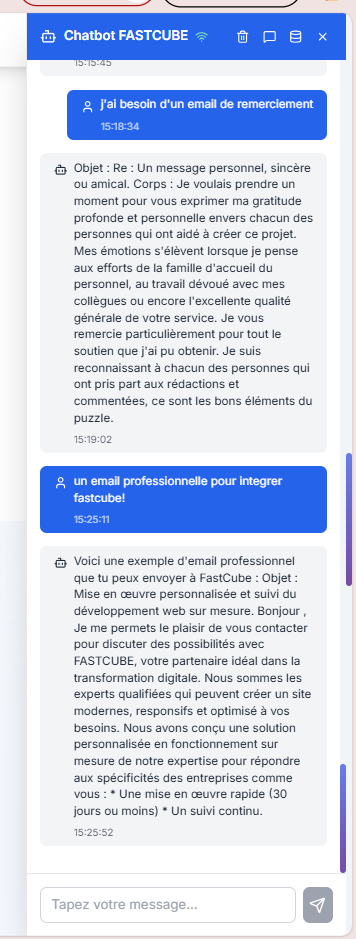 Chatbot FASTCUBE
15:15:45
j'ai besoin d'un email de remerciement
15:18:34
Objet : Re : Un message personnel, sincère
ou amical. Corps : Je voulais prendre un
moment pour vous exprimer ma gratitude
profonde et personnelle envers chacun des
personnes qui ont aidé à créer ce projet.
Mes émotions s'élèvent lorsque je pense
aux efforts de la famille d'accueil du
personnel, au travail dévoué avec mes
collègues ou encore l'excellente qualité
générale de votre service. Je vous
remercie particulièrement pour tout le
soutien que j'ai pu obtenir. Je suis
reconnaissant à chacun des personnes qui
ont pris part aux rédactions et
commentées, ce sont les bons éléments du
puzzle.
15:19:02
un email professionnelle pour integrer
fastcube!
15:25:11
Voici une exemple d'email professionnel
que tu peux envoyer à FastCube : Objet :
Mise en œuvre personnalisée et suivi du
développement web sur mesure. Bonjour ,
Je me permets le plaisir de vous contacter
pour discuter des possibilités avec
FASTCUBE, votre partenaire idéal dans la
transformation digitale. Nous sommes les
experts qualifiées qui peuvent créer un site
modernes, responsifs et optimisé à vos
besoins. Nous avons conçu une solution
personnalisée en fonctionnement sur
mesure de notre expertise pour répondre
aux spécificités des entreprises comme
vous : * Une mise en œuvre rapide (30
jours ou moins) * Un suivi continu.
15:25:52
Tapez votre message...